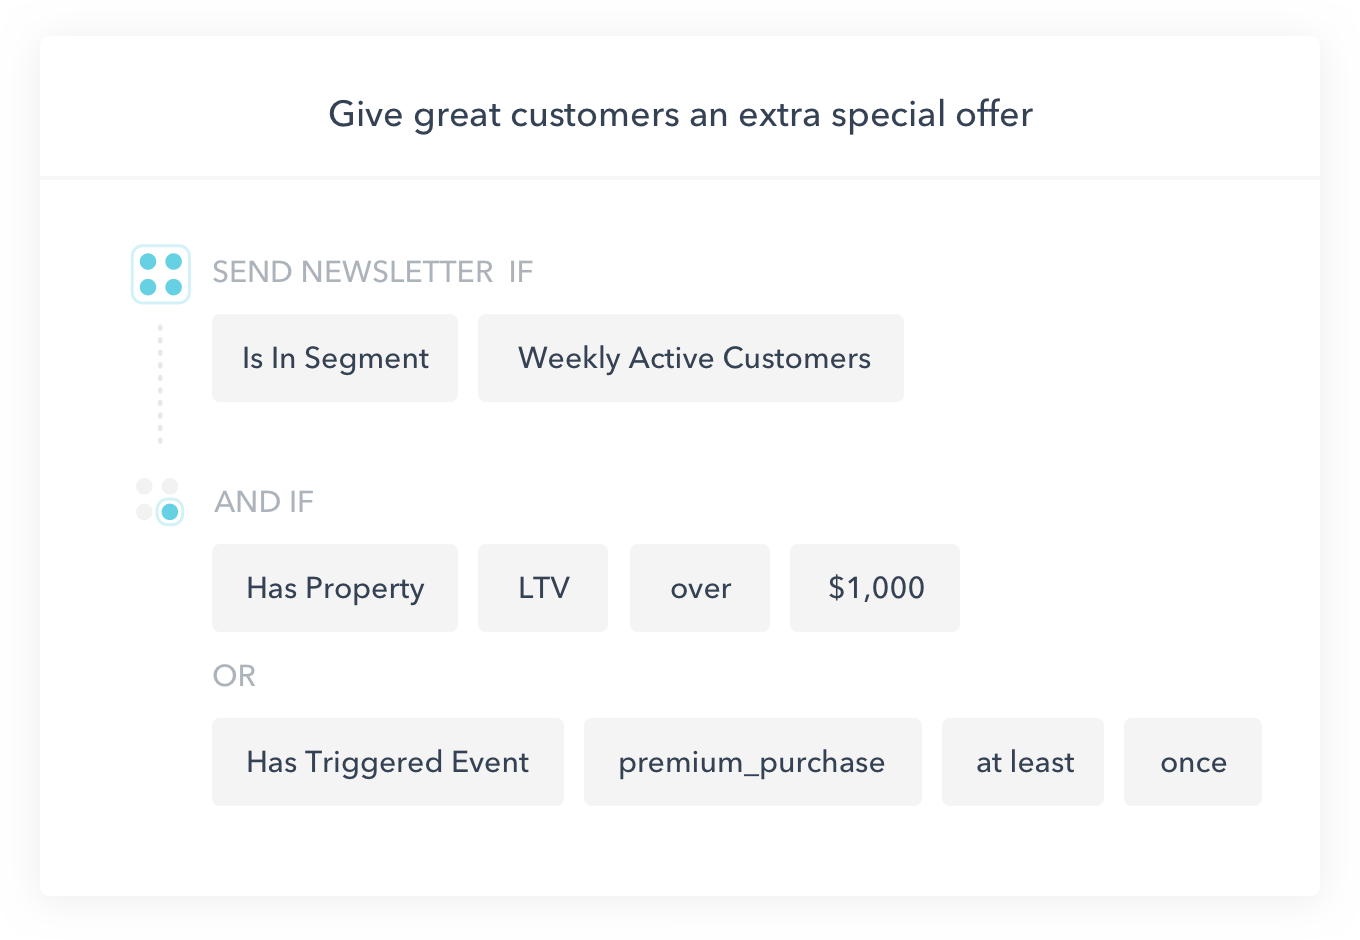 Give great customers an extra special offer
SEND NEWSLETTER IF
Is In Segment Weekly Active Customers
AND IF
Has Property LTV over $1,000
OR
Has Triggered Event premium_purchase at least once